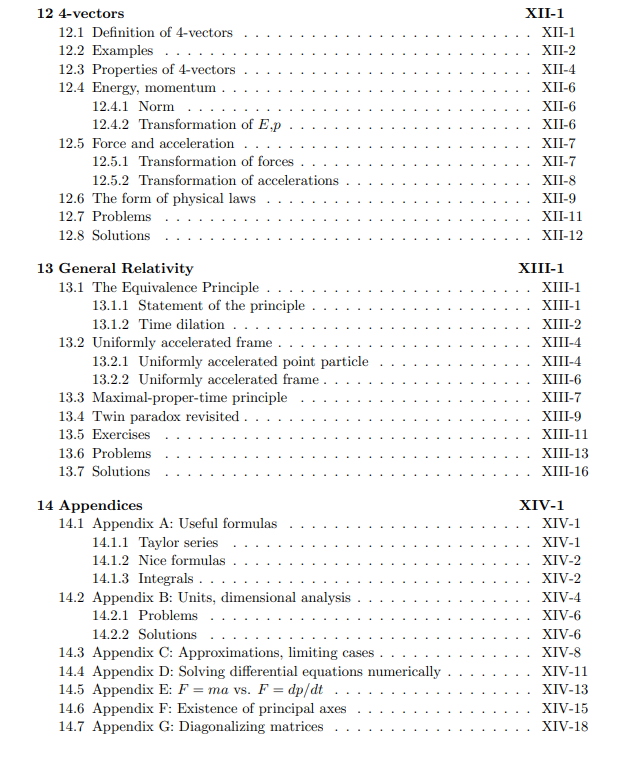 12 4-vectors XII-1
12.1 Definition of 4-vectors . . . . . . . . . . . . . . . . . . . . . . . . . . XII-1
12.2 Examples . . . . . . . . . . . . . . . . . . . . . . . . . . . . . . . . . XII-2
12.3 Properties of 4-vectors . . . . . . . . . . . . . . . . . . . . . . . . . . XII-4
12.4 Energy, momentum . . . . . . . . . . . . . . . . . . . . . . . . . . . . XII-6
12.4.1 Norm . . . . . . . . . . . . . . . . . . . . . . . . . . . . . . . XII-6
12.4.2 Transformation of E,p . . . . . . . . . . . . . . . . . . . . . . XII-6
12.5 Force and acceleration . . . . . . . . . . . . . . . . . . . . . . . . . . XII-7
12.5.1 Transformation of forces . . . . . . . . . . . . . . . . . . . . . XII-7
12.5.2 Transformation of accelerations . . . . . . . . . . . . . . . . . XII-8
12.6 The form of physical laws . . . . . . . . . . . . . . . . . . . . . . . . XII-9
12.7 Problems . . . . . . . . . . . . . . . . . . . . . . . . . . . . . . . . . XII-11
12.8 Solutions . . . . . . . . . . . . . . . . . . . . . . . . . . . . . . . . . XII-12
13 General Relativity XIII-1
13.1 The Equivalence Principle . . . . . . . . . . . . . . . . . . . . . . . . XIII-1
13.1.1 Statement of the principle . . . . . . . . . . . . . . . . . . . . XIII-1
13.1.2 Time dilation . . . . . . . . . . . . . . . . . . . . . . . . . . . XIII-2
13.2 Uniformly accelerated frame . . . . . . . . . . . . . . . . . . . . . . . XIII-4
13.2.1 Uniformly accelerated point particle . . . . . . . . . . . . . . XIII-4
13.2.2 Uniformly accelerated frame . . . . . . . . . . . . . . . . . . . XIII-6
13.3 Maximal-proper-time principle . . . . . . . . . . . . . . . . . . . . . XIII-7
13.4 Twin paradox revisited . . . . . . . . . . . . . . . . . . . . . . . . . . XIII-9
13.5 Exercises . . . . . . . . . . . . . . . . . . . . . . . . . . . . . . . . . XIII-11
13.6 Problems . . . . . . . . . . . . . . . . . . . . . . . . . . . . . . . . . XIII-13
13.7 Solutions . . . . . . . . . . . . . . . . . . . . . . . . . . . . . . . . . XIII-16
14 Appendices XIV-1
14.1 Appendix A: Useful formulas . . . . . . . . . . . . . . . . . . . . . . XIV-1
14.1.1 Taylor series . . . . . . . . . . . . . . . . . . . . . . . . . . . XIV-1
14.1.2 Nice formulas . . . . . . . . . . . . . . . . . . . . . . . . . . . XIV-2
14.1.3 Integrals . . . . . . . . . . . . . . . . . . . . . . . . . . . . . . XIV-2
14.2 Appendix B: Units, dimensional analysis . . . . . . . . . . . . . . . . XIV-4
14.2.1 Problems . . . . . . . . . . . . . . . . . . . . . . . . . . . . . XIV-6
14.2.2 Solutions . . . . . . . . . . . . . . . . . . . . . . . . . . . . . XIV-6
14.3 Appendix C: Approximations, limiting cases . . . . . . . . . . . . . . XIV-8
14.4 Appendix D: Solving differential equations numerically . . . . . . . . XIV-11
14.5 Appendix E: F = ma vs. F = dp/dt . . . . . . . . . . . . . . . . . . XIV-13
14.6 Appendix F: Existence of principal axes . . . . . . . . . . . . . . . . XIV-15
14.7 Appendix G: Diagonalizing matrices . . . . . . . . . . . . . . . . . . XIV-18